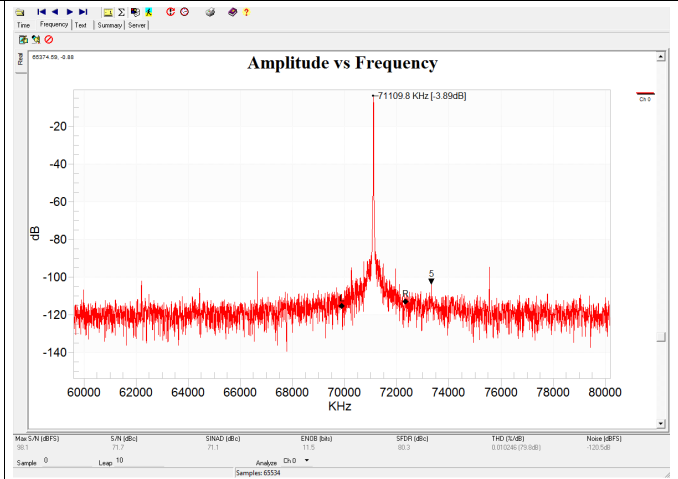 Time Frequency Text Summary Server
Real
66374.59, -0.88
Amplitude vs Frequency
71109.8 KHz [-3.89dB]
Ch 0
-20
-40
-60
-80
-100
-120
-140
dB
R
5
60000 62000 64000 66000 68000 70000 72000 74000 76000 78000 80000
KHz
Max S/N (dBFS) S/N (dBc) SINAD (dBc) ENOB (bits) SFDR (dBc) THD (%/dB) Noise (dBFS)
98.1 71.7 71.1 11.5 80.3 0.010246 (79.8dB) -120.5dB
Sample 0 Leap 10 Analyze Ch 0
Samples: 65534